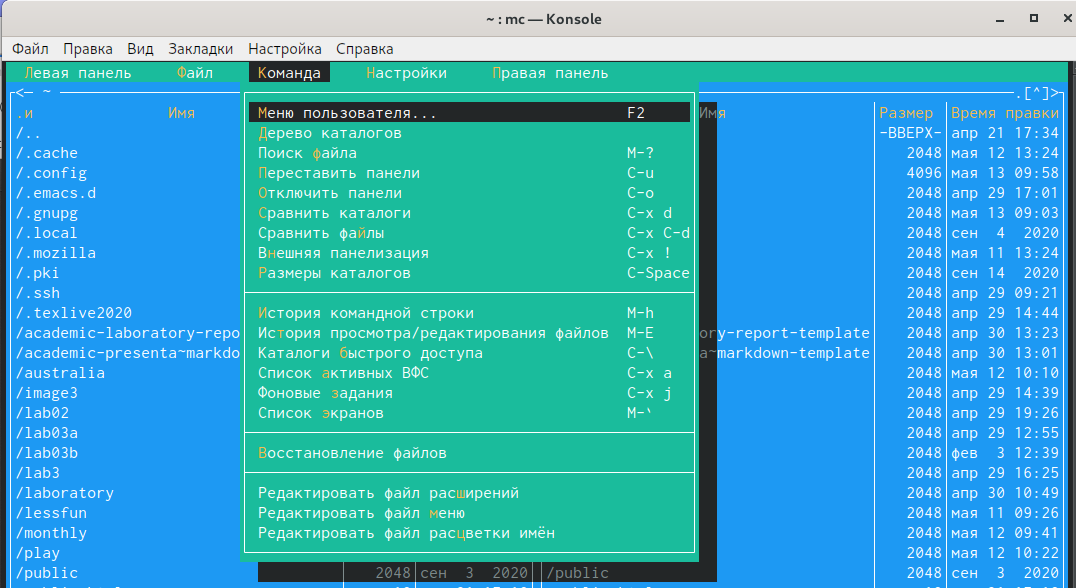 ~ : mc — Konsole
Файл Правка Вид Закладки Настройка Справка
Левая панель Файл Команда Настройки Правая панель
<— ~ .[^]>
.и Имя Имя Размер Время правки
Меню пользователя... F2
/.. Дерево каталогов -ВВЕРХ- апр 21 17:34
/.cache Поиск файла M-? 2048 мая 12 13:24
/.config Переставить панели C-u 4096 мая 13 09:58
/.emacs.d Отключить панели C-o 2048 апр 29 17:01
/.gnupg Сравнить каталоги C-x d 2048 мая 13 09:03
/.local Сравнить файлы C-x C-d 2048 сен 4 2020
/.mozilla Внешняя панелизация C-x ! 2048 мая 11 13:24
/.pki Размеры каталогов C-Space 2048 сен 14 2020
/.ssh 2048 апр 29 09:21
/.texlive2020 История командной строки M-h 2048 апр 29 14:44
/academic-laboratory-repo История просмотра/редактирования файлов M-E ory-report-template 2048 апр 30 13:23
/academic-presenta~markdo Каталоги быстрого доступа C-\ a~markdown-template 2048 апр 30 13:01
/australia Список активных ВФС C-x a 2048 мая 12 10:10
/image3 Фоновые задания C-x j 2048 апр 29 14:39
/lab02 Список экранов M-` 2048 апр 29 19:26
/lab03a 2048 апр 29 12:55
/lab03b Восстановление файлов 2048 фев 3 12:39
/lab3 2048 апр 29 16:25
/laboratory Редактировать файл расширений 2048 апр 30 10:49
/lessfun Редактировать файл меню 2048 мая 11 09:26
/monthly Редактировать файл расцветки имён 2048 мая 12 09:41
/play 2048 мая 12 10:22
/public 2048 сен 3 2020 /public 2048 сен 3 2020